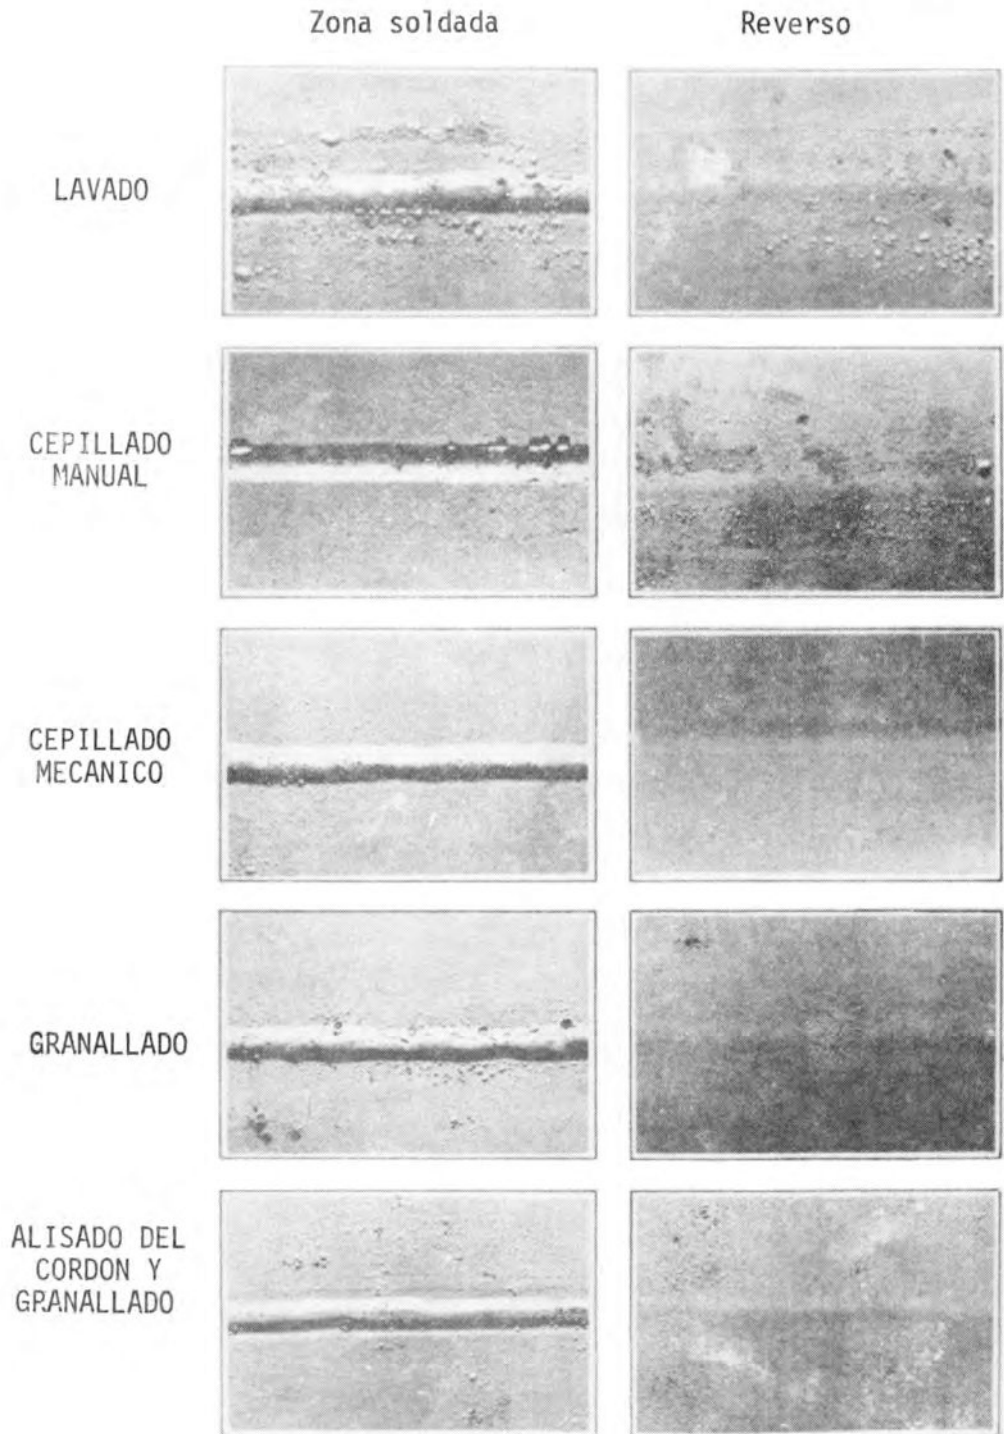 Zona soldada
Reverso
LAVADO
CEPILLADO
MANUAL
CEPILLADO
MECANICO
GRANALLADO
ALISADO DEL
CORDON Y
GRANALLADO